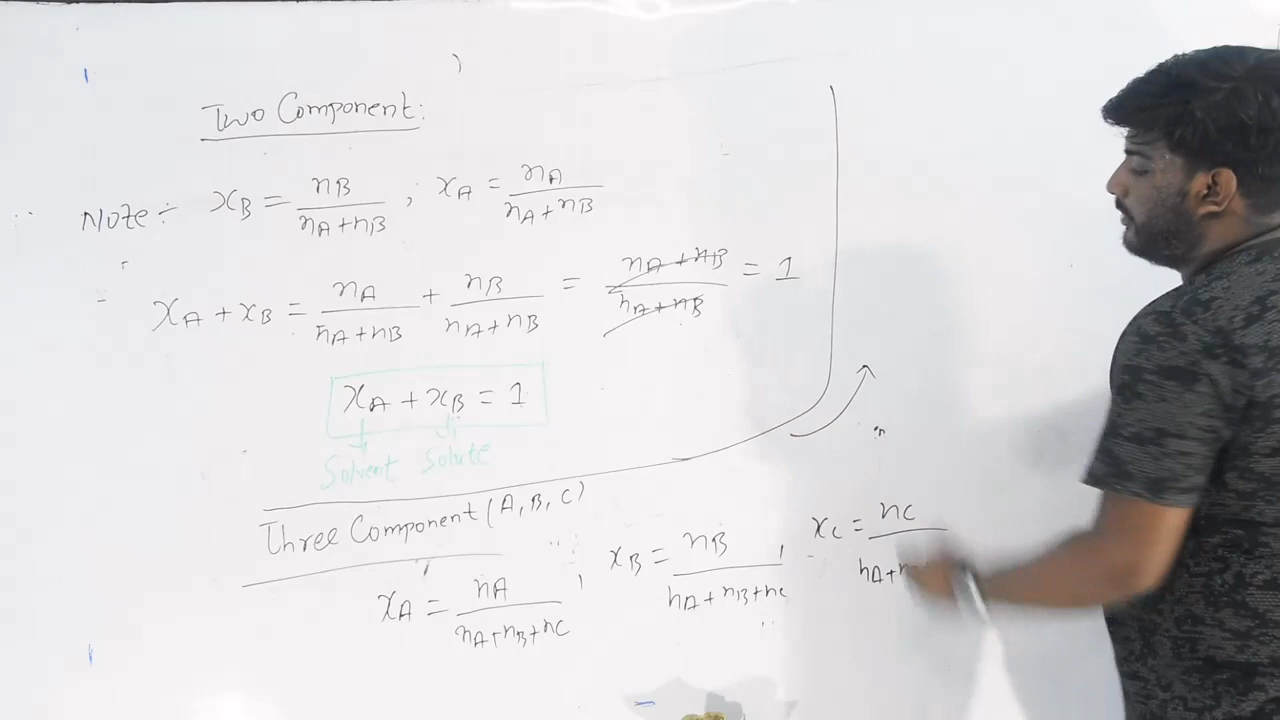 Two Component:
Note÷ xB = nB / nA+nB ; xA = nA / nA+nB
xA + xB = nA / nA+nB + nB / nA+nB = nA+nB / nA+nB = 1
xA + xB = 1
Solvent Solute
Three Component (A, B, C)
xA = nA / nA+nB+nC , xB = nB / nA+nB+nC , xC = nC / nA+n